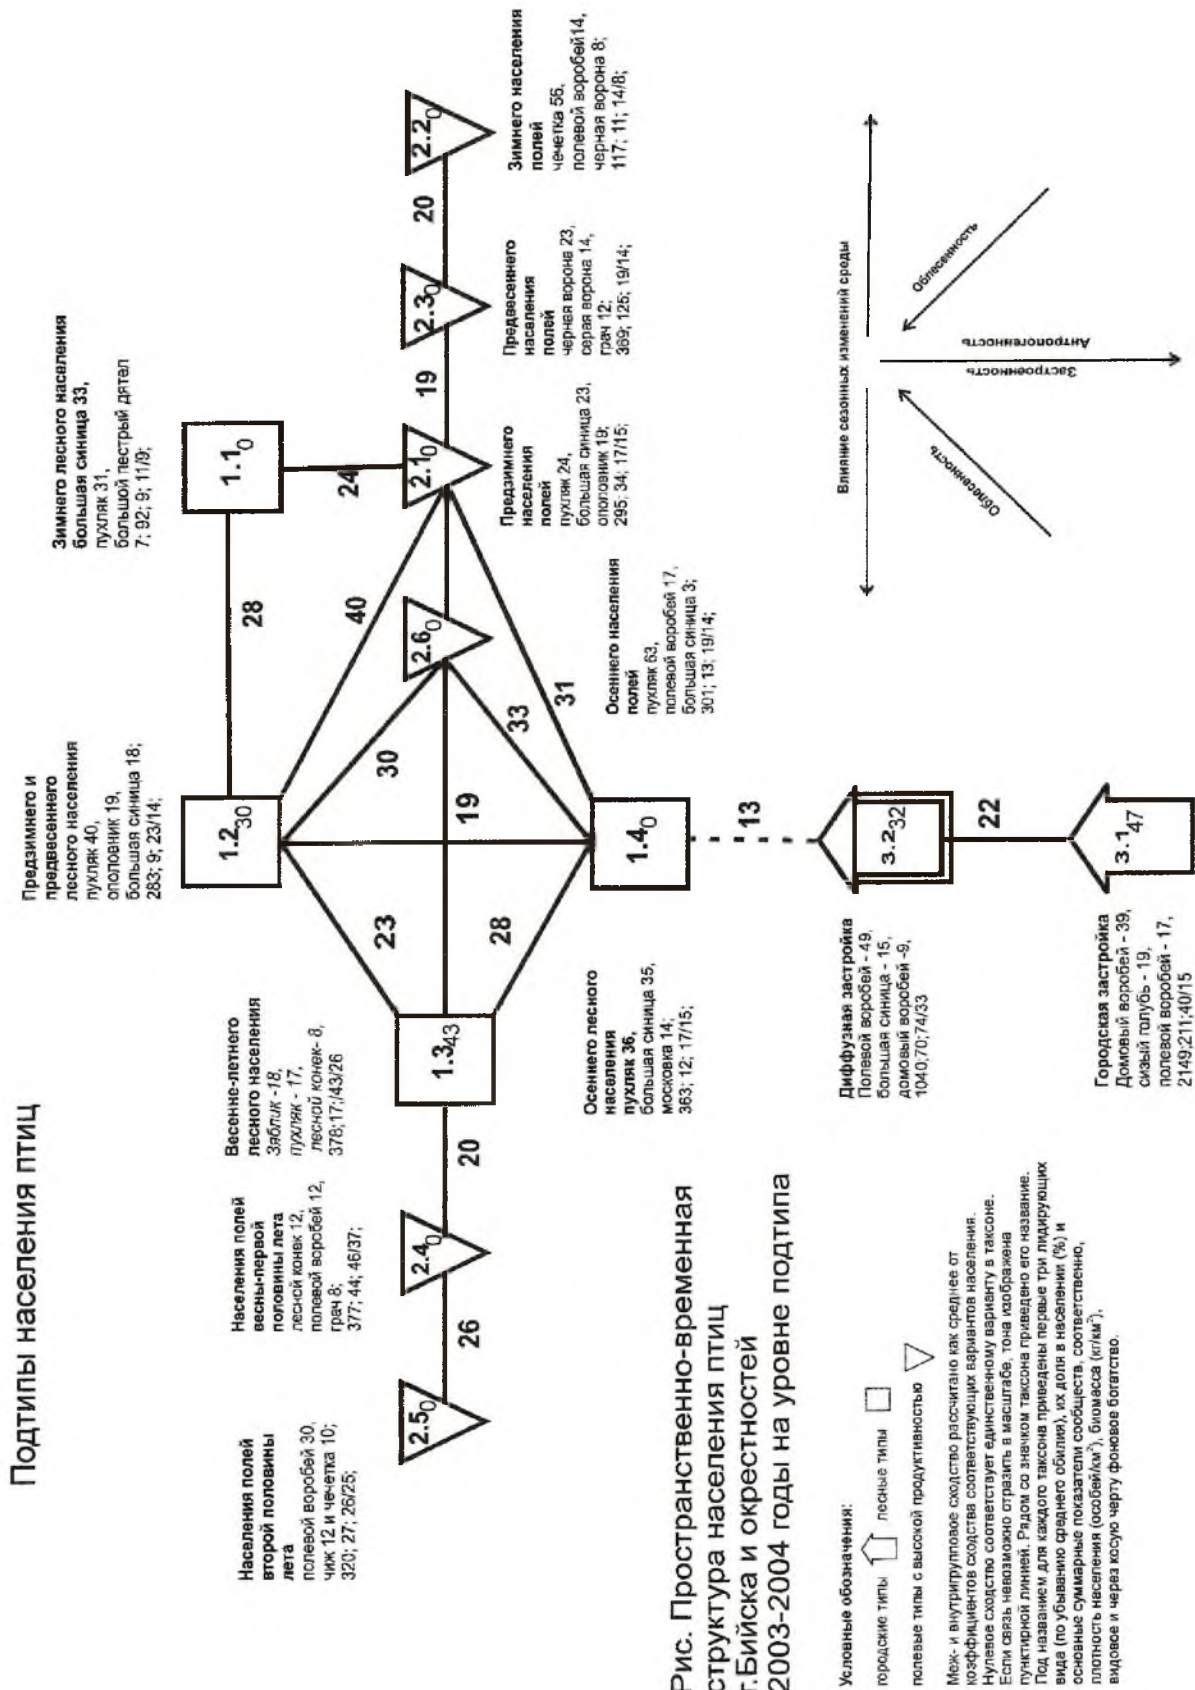 Подтипы населения птиц
Населения полей
второй половины
лета
полевой воробей 30,
чиж 12 и чечетка 10;
320; 27; 26/25;
Населения полей
весны-первой
половины лета
лесной конек 12,
полевой воробей 12,
грач 8;
377; 44; 46/37;
Весенне-летнего
лесного населения
Зяблик -18,
пухляк - 17,
лесной конек- 8,
378;17;/43/26
Предзимнего и
предвесеннего
лесного населения
пухляк 40,
ополовник 19,
большая синица 18;
283; 9; 23/14;
Зимнего лесного населения
большая синица 33,
пухляк 31,
большой пестрый дятел
7; 92; 9; 11/9;
2.5 0
26
2.4 0
20
1.3 43
23
28
19
1.2 30
28
1.1 0
24
40
30
33
31
2.6 0
2.1 0
19
2.3 0
20
2.2 0
1.4 0
13
3.2 32
22
3.1 47
Осеннего лесного
населения
пухляк 36,
большая синица 35,
московка 14;
363; 12; 17/15;
Осеннего населения
полей
пухляк 63,
полевой воробей 17,
большая синица 3;
301; 13; 19/14;
Предзимнего
населения
полей
пухляк 24,
большая синица 23,
ополовник 19;
295; 34; 17/15;
Предвесеннего
населения
полей
черная ворона 23,
серая ворона 14,
грач 12;
369; 125; 19/14;
Зимнего населения
полей
чечетка 56,
полевой воробей14,
черная ворона 8;
117; 11; 14/8;
Диффузная застройка
Полевой воробей - 49,
большая синица - 15,
домовый воробей -9,
1040;70;74/33
Городская застройка
Домовый воробей - 39,
сизый голубь - 19,
полевой воробей - 17,
2149;211;40/15
Влияние сезонных изменений среды
Облесенность
Застроенность
Антропогенность
Облесенность
Рис. Пространственно-временная
структура населения птиц
г.Бийска и окрестностей
2003-2004 годы на уровне подтипа
Условные обозначения:
городские типы лесные типы
полевые типы с высокой продуктивностью
Меж- и внутригрупповое сходство рассчитано как среднее от
коэффициентов сходства соответствующих вариантов населения.
Нулевое сходство соответствует единственному варианту в таксоне.
Если связь невозможно отразить в масштабе, тона изображена
пунктирной линией. Рядом со значком таксона приведено его название.
Под названием для каждого таксона приведены первые три лидирующих
вида (по убыванию среднего обилия), их доля в населении (%) и
основные суммарные показатели сообществ, соответственно,
плотность населения (особей/км²), биомасса (кг/км²),
видовое и через косую черту фоновое богатство.